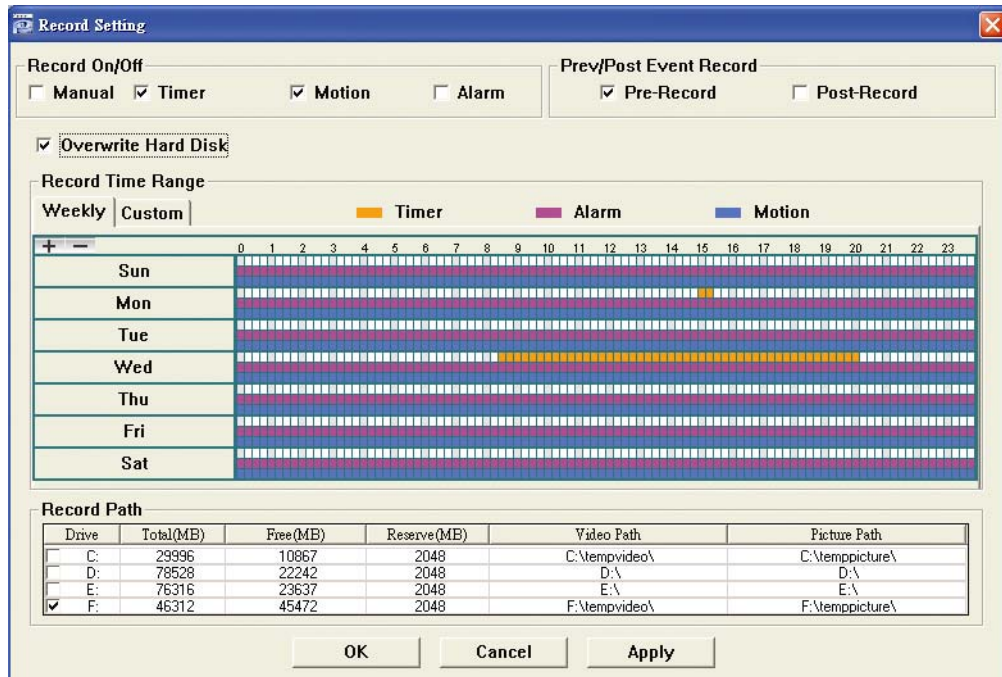 Record Setting
Record On/Off
Manual Timer Motion Alarm
Prev/Post Event Record
Pre-Record Post-Record
Overwrite Hard Disk
Record Time Range
Weekly Custom Timer Alarm Motion
+ − 0 1 2 3 4 5 6 7 8 9 10 11 12 13 14 15 16 17 18 19 20 21 22 23
Sun
Mon
Tue
Wed
Thu
Fri
Sat
Record Path
Drive Total(MB) Free(MB) Reserve(MB) Video Path Picture Path
C: 29996 10867 2048 C:\tempvideo\ C:\temppicture\
D: 78528 22242 2048 D:\ D:\
E: 76316 23637 2048 E:\ E:\
F: 46312 45472 2048 F:\tempvideo\ F:\temppicture\
OK Cancel Apply